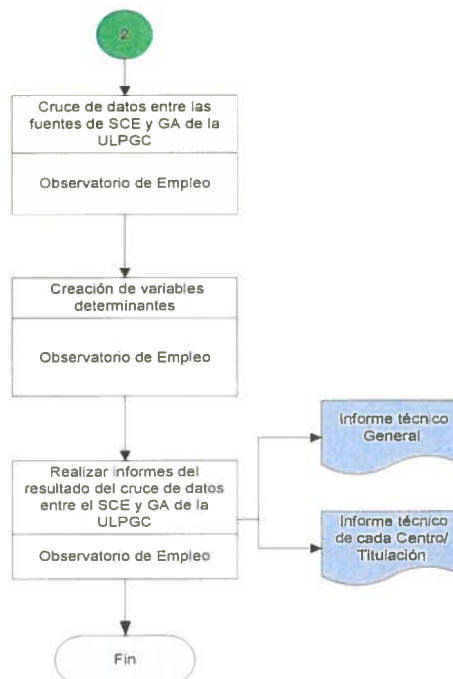 2
Cruce de datos entre las
fuentes de SCE y GA de la
ULPGC
Observatorio de Empleo
Creación de variables
determinantes
Observatorio de Empleo
Realizar informes del
resultado del cruce de datos
entre el SCE y GA de la
ULPGC
Observatorio de Empleo
Informe técnico
General
Informe técnico
de cada Centro/
Titulación
Fin